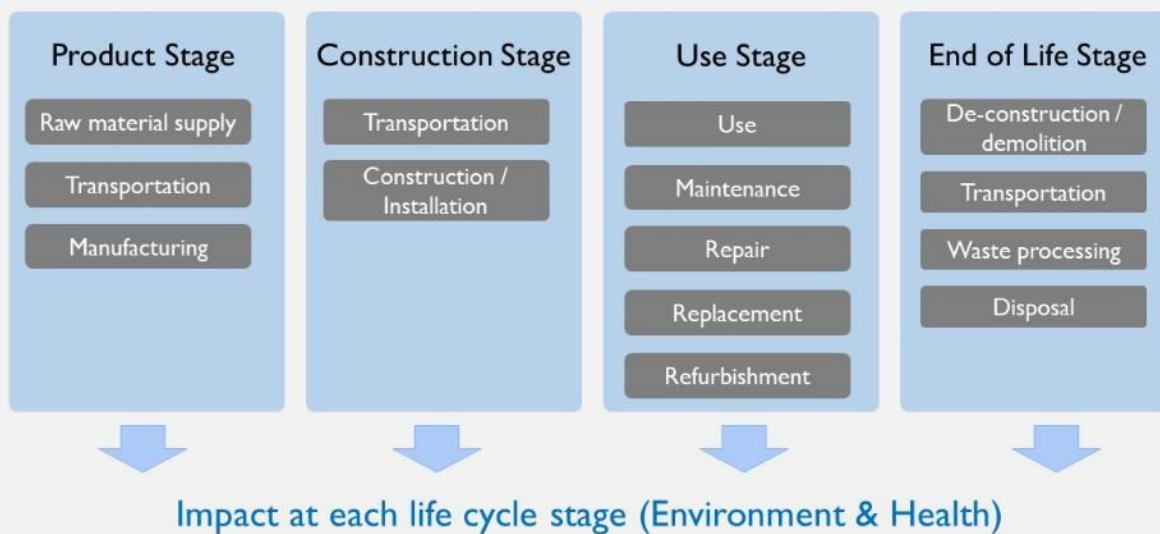 Product Stage
Raw material supply
Transportation
Manufacturing
Construction Stage
Transportation
Construction /
Installation
Use Stage
Use
Maintenance
Repair
Replacement
Refurbishment
End of Life Stage
De-construction /
demolition
Transportation
Waste processing
Disposal
Impact at each life cycle stage (Environment & Health)